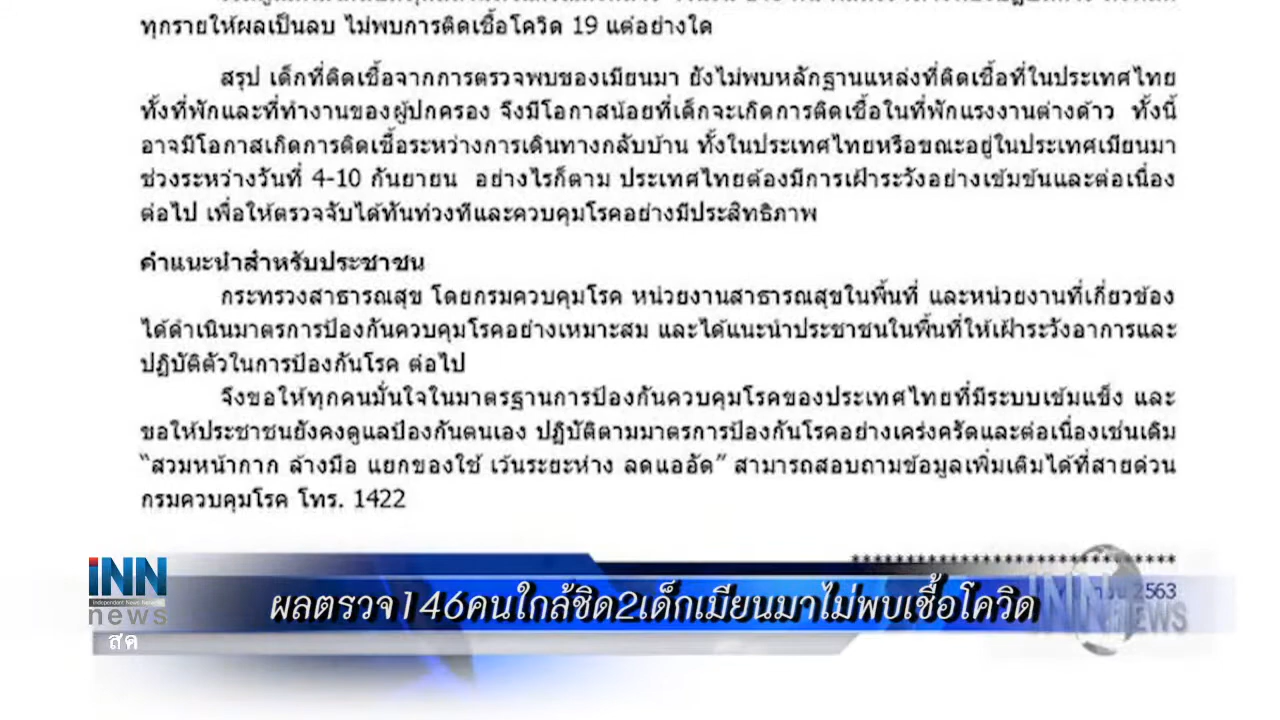 ทุกรายให้ผลเป็นลบ ไม่พบการติดเชื้อโควิด 19 แต่อย่างใด
สรุป เด็กที่ติดเชื้อจากการตรวจพบของเมียนมา ยังไม่พบหลักฐานแหล่งที่ติดเชื้อที่ในประเทศไทย
ทั้งที่พักและที่ทำงานของผู้ปกครอง จึงมีโอกาสน้อยที่เด็กจะเกิดการติดเชื้อในที่พักแรงงานต่างด้าว ทั้งนี้
อาจมีโอกาสเกิดการติดเชื้อระหว่างการเดินทางกลับบ้าน ทั้งในประเทศไทยหรือขณะอยู่ในประเทศเมียนมา
ช่วงระหว่างวันที่ 4-10 กันยายน อย่างไรก็ตาม ประเทศไทยต้องมีการเฝ้าระวังอย่างเข้มข้นและต่อเนื่อง
ต่อไป เพื่อให้ตรวจจับได้ทันท่วงทีและควบคุมโรคอย่างมีประสิทธิภาพ
คำแนะนำสำหรับประชาชน
กระทรวงสาธารณสุข โดยกรมควบคุมโรค หน่วยงานสาธารณสุขในพื้นที่ และหน่วยงานที่เกี่ยวข้อง
ได้ดำเนินมาตรการป้องกันควบคุมโรคอย่างเหมาะสม และได้แนะนำประชาชนในพื้นที่ให้เฝ้าระวังอาการและ
ปฏิบัติตัวในการป้องกันโรค ต่อไป
จึงขอให้ทุกคนมั่นใจในมาตรฐานการป้องกันควบคุมโรคของประเทศไทยที่มีระบบเข้มแข็ง และ
ขอให้ประชาชนยังคงดูแลป้องกันตนเอง ปฏิบัติตามมาตรการป้องกันโรคอย่างเคร่งครัดและต่อเนื่องเช่นเดิม
“สวมหน้ากาก ล้างมือ แยกของใช้ เว้นระยะห่าง ลดแออัด” สามารถสอบถามข้อมูลเพิ่มเติมได้ที่สายด่วน
กรมควบคุมโรค โทร. 1422
******************************
2563
iNN
Independent News Network
news
สด
ผลตรวจ146คนใกล้ชิด2เด็กเมียนมาไม่พบเชื้อโควิด
INN NEWS